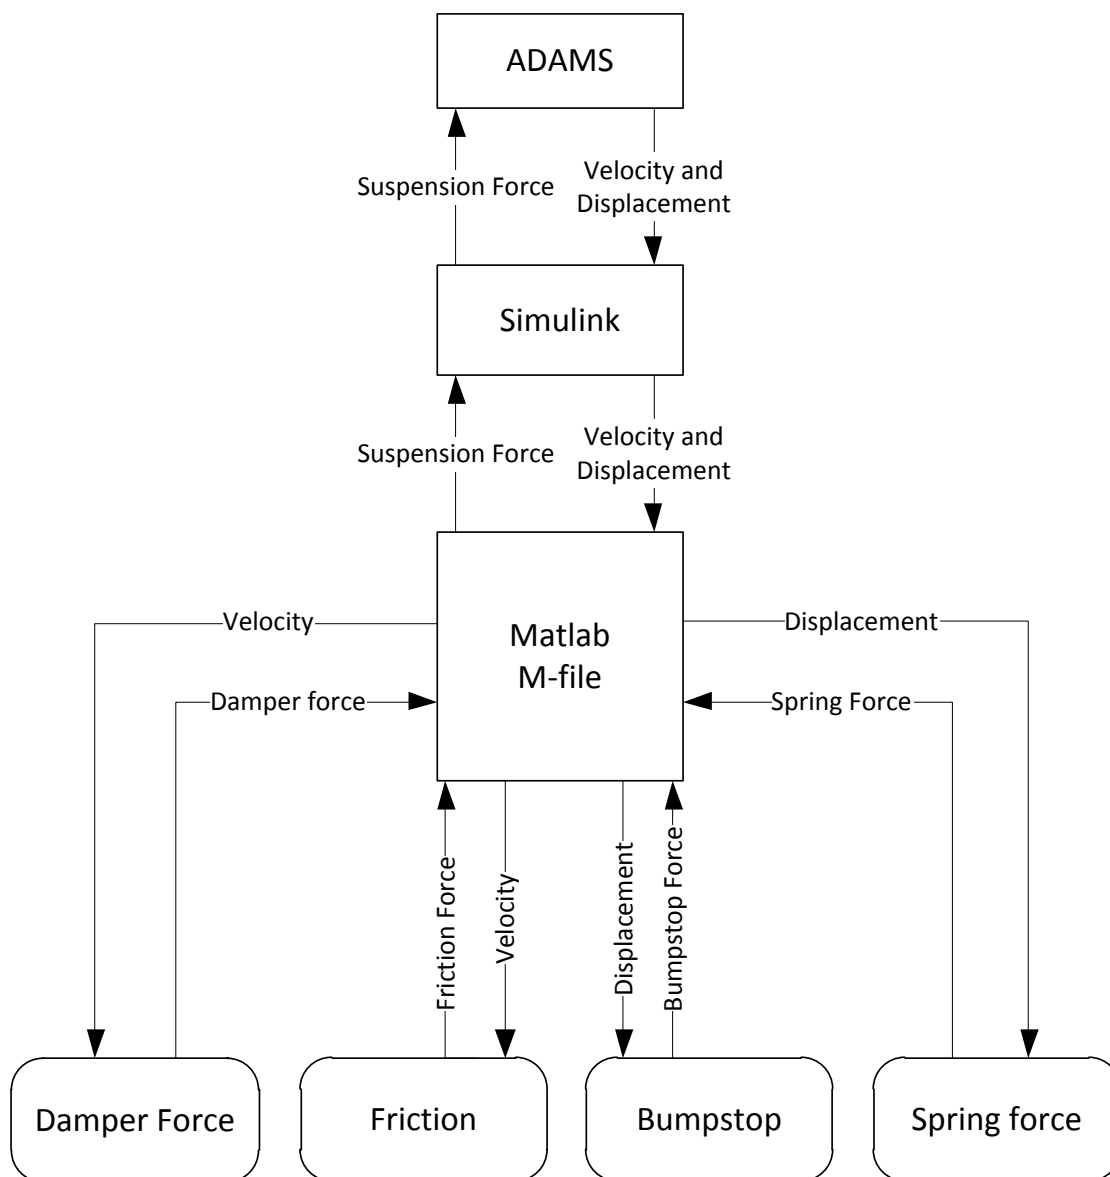 ADAMS
Suspension Force
Velocity and
Displacement
Simulink
Suspension Force
Velocity and
Displacement
Matlab
M-file
Velocity
Displacement
Damper force
Spring Force
Friction Force
Velocity
Displacement
Bumpstop Force
Damper Force
Friction
Bumpstop
Spring force